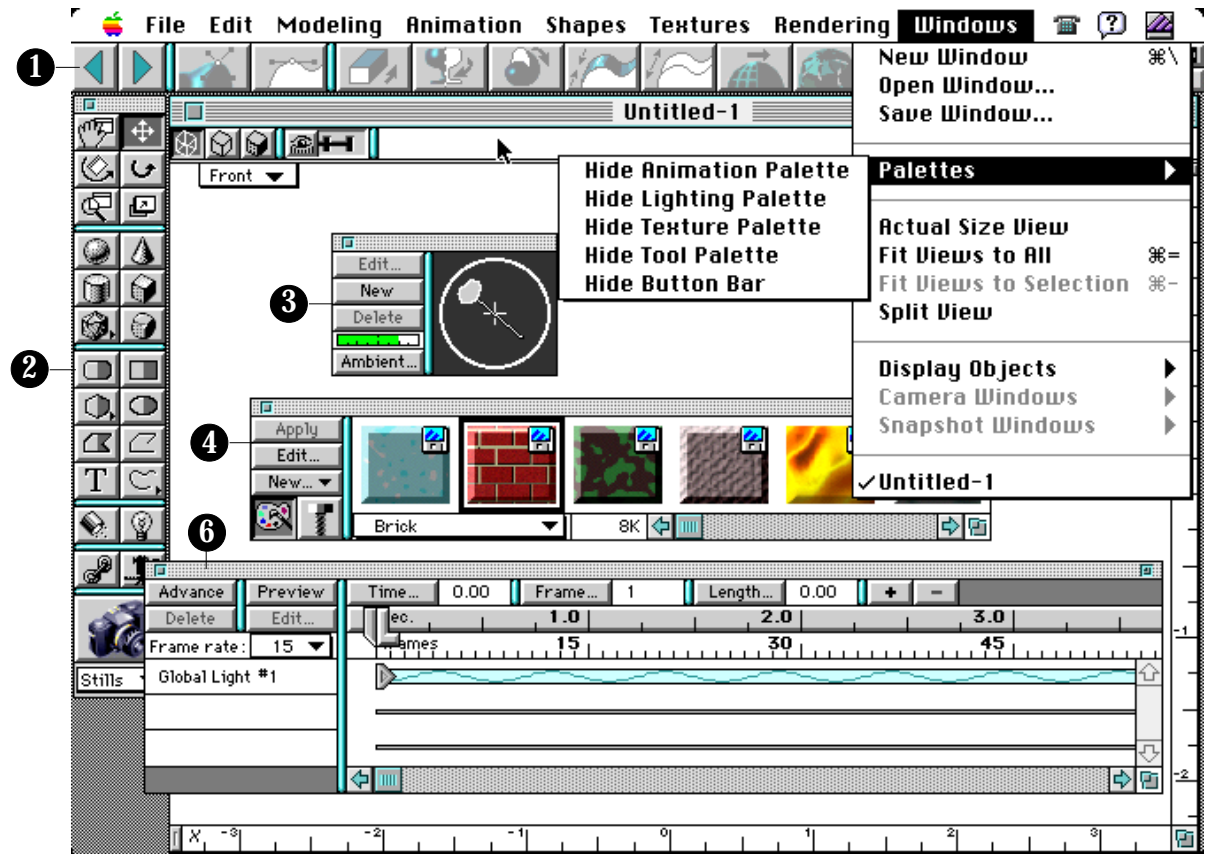 File Edit Modeling Animation Shapes Textures Rendering Windows
1
New Window ⌘\
Open Window...
Save Window...
Untitled-1
Palettes
Hide Animation Palette
Hide Lighting Palette
Hide Texture Palette
Hide Tool Palette
Hide Button Bar
Front
Actual Size View
Fit Views to All ⌘=
Fit Views to Selection ⌘-
Split View
Display Objects
Camera Windows
Snapshot Windows
✓Untitled-1
3
Edit...
New
Delete
Ambient...
2
T
4
Apply
Edit...
New...
Brick 8K
6
Advance Preview Time... 0.00 Frame... 1 Length... 0.00 + -
Delete Edit... ec. 1.0 2.0 3.0
Frame rate: 15 ames 15 30 45
Stills
Global Light #1
-1
-2
X -3 -2 -1 0 1 2 3